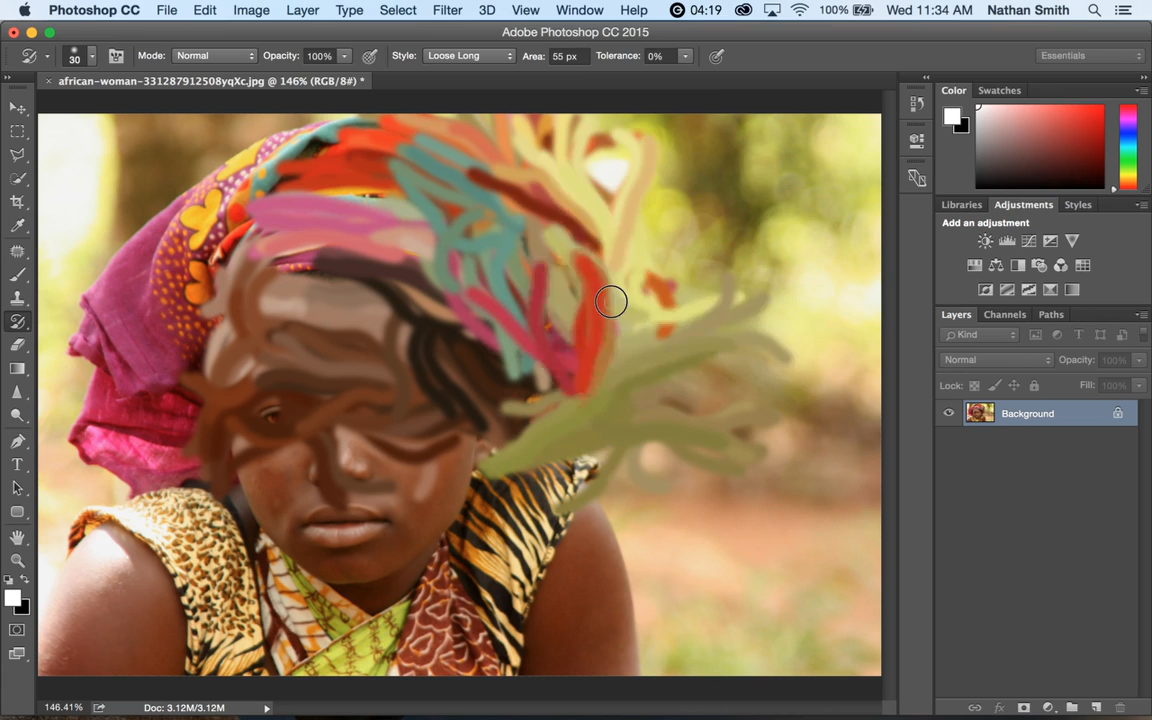 Photoshop CC File Edit Image Layer Type Select Filter 3D View Window Help 04:19 100% Wed 11:34 AM Nathan Smith
Adobe Photoshop CC 2015
30 Mode: Normal Opacity: 100% Style: Loose Long Area: 55 px Tolerance: 0% Essentials
african-woman-331287912508yqXc.jpg @ 146% (RGB/8#) *
Color Swatches
Libraries Adjustments Styles
Add an adjustment
Layers Channels Paths
Kind
Normal Opacity: 100%
Lock: Fill: 100%
Background
146.41% Doc: 3.12M/3.12M